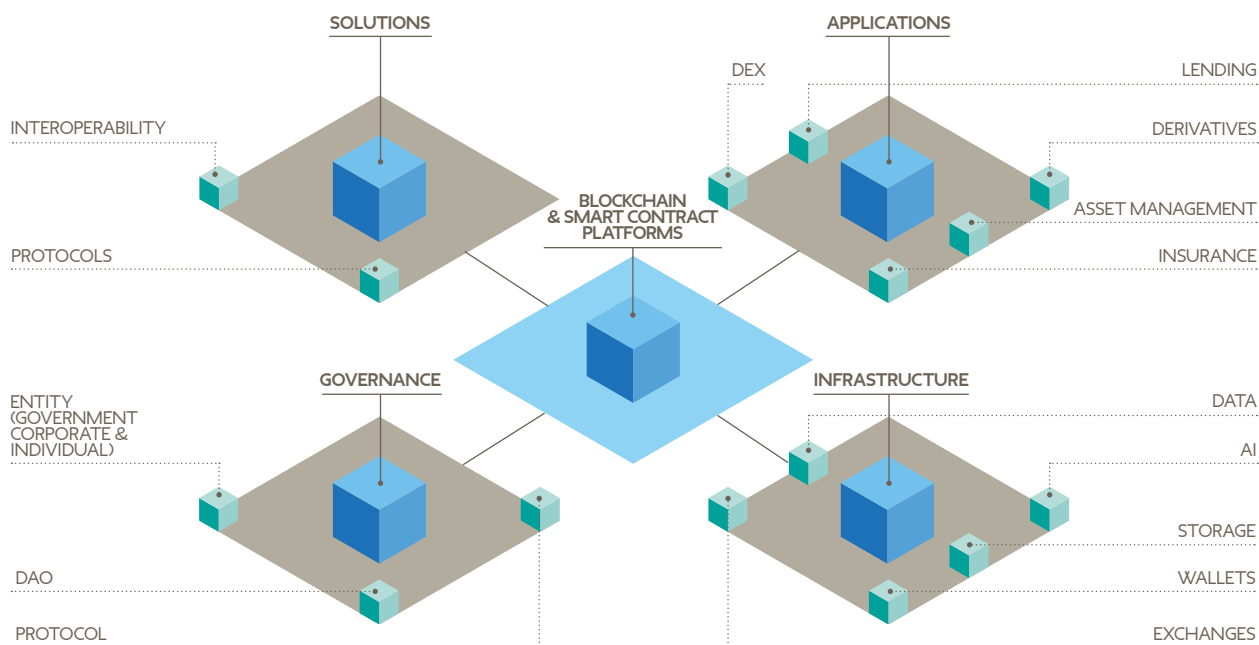 SOLUTIONS
APPLICATIONS
DEX
LENDING
INTEROPERABILITY
DERIVATIVES
BLOCKCHAIN
& SMART CONTRACT
PLATFORMS
ASSET MANAGEMENT
PROTOCOLS
INSURANCE
GOVERNANCE
INFRASTRUCTURE
ENTITY
(GOVERNMENT
CORPORATE &
INDIVIDUAL)
DATA
AI
STORAGE
DAO
WALLETS
PROTOCOL
EXCHANGES